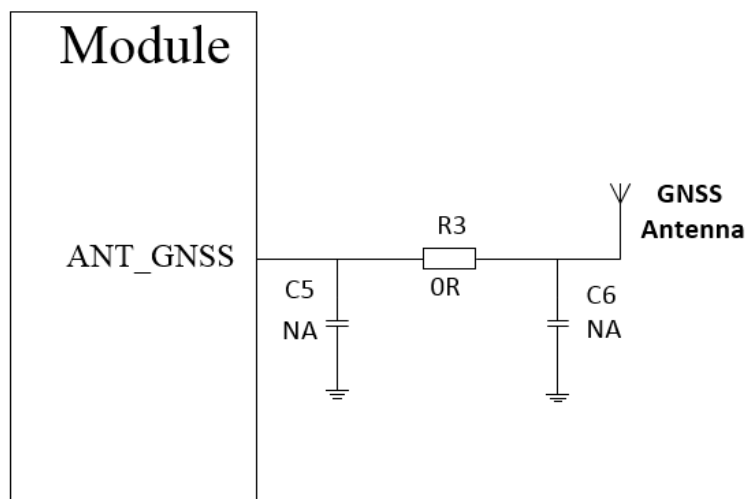 Module
GNSS
Antenna
R3
ANT_GNSS
0R
C5
NA
C6
NA